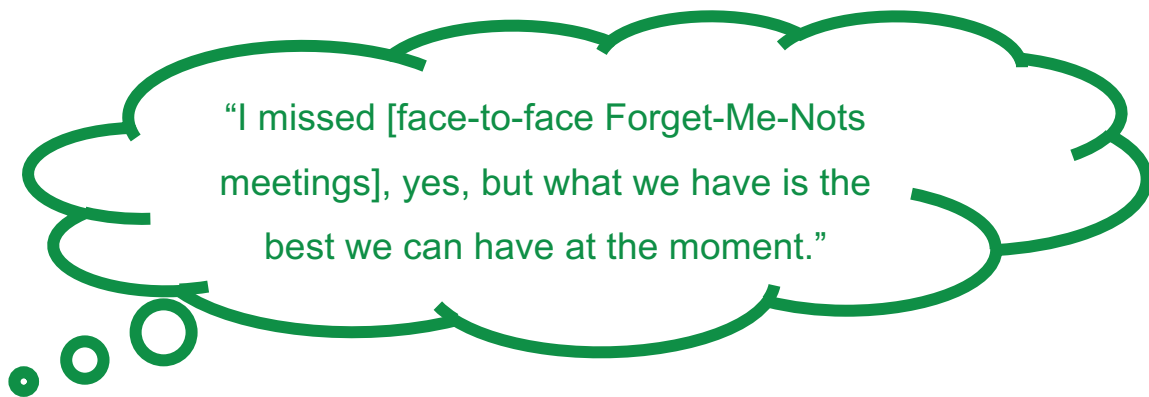 “I missed [face-to-face Forget-Me-Nots
meetings], yes, but what we have is the
best we can have at the moment.”